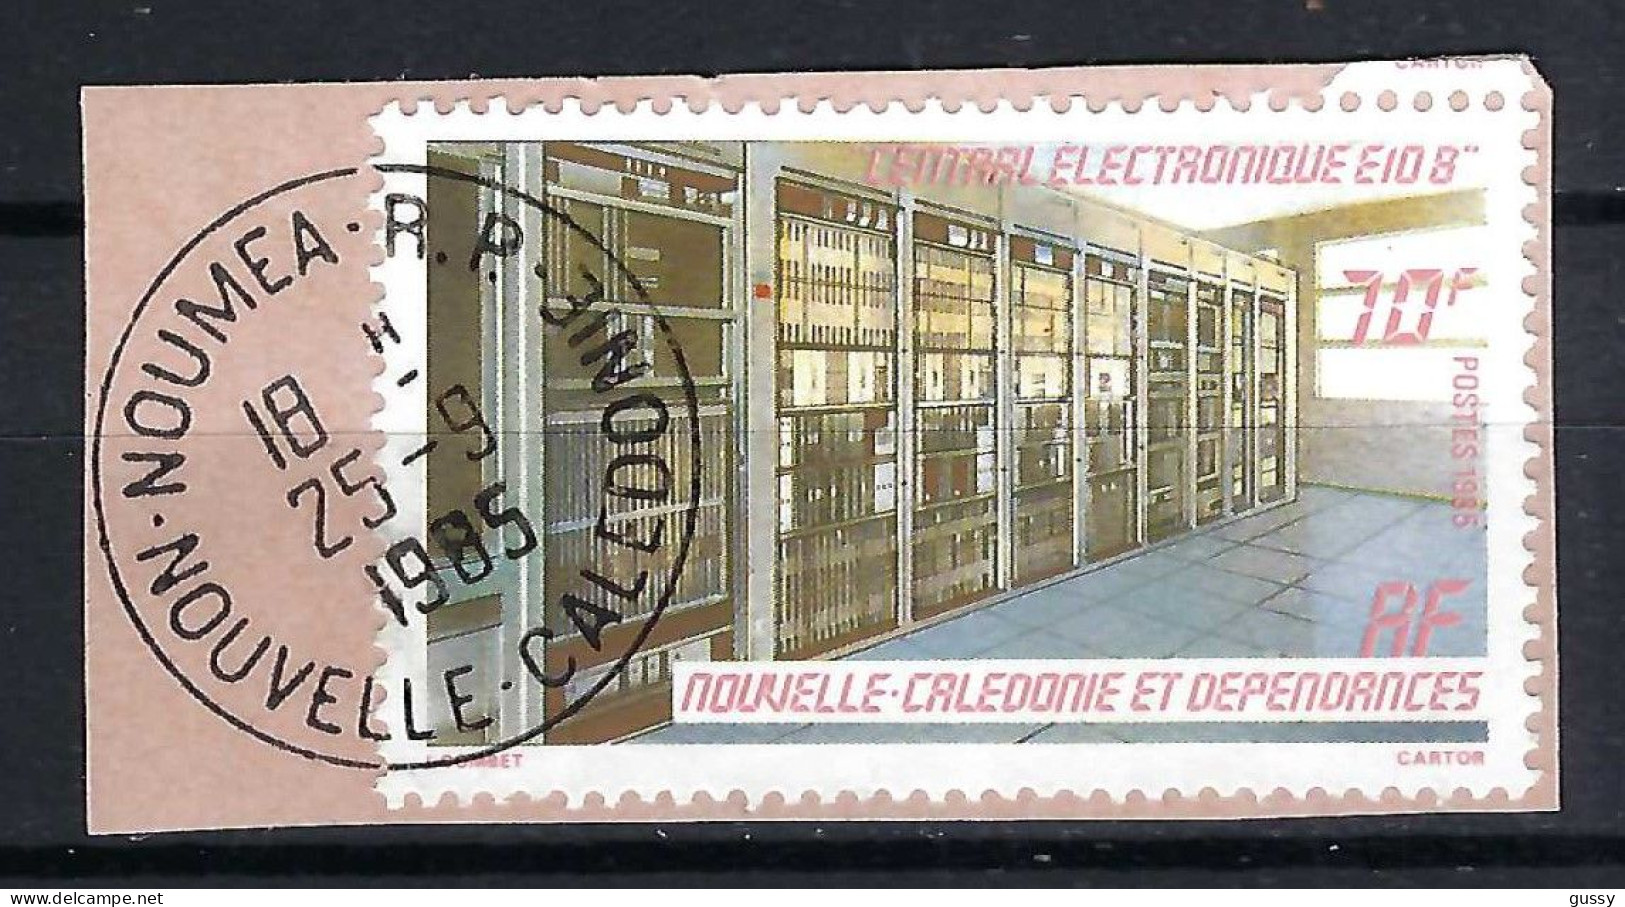 CARTOR
"CENTRAL ELECTRONIQUE E10 B"
70F
POSTES 1985
RF
NOUVELLE-CALEDONIE ET DEPENDANCES
J. COMBET
CARTOR
NOUMEA-R.P.
NOUVELLE-CALEDONIE
18 H
25-9
1985
gussy